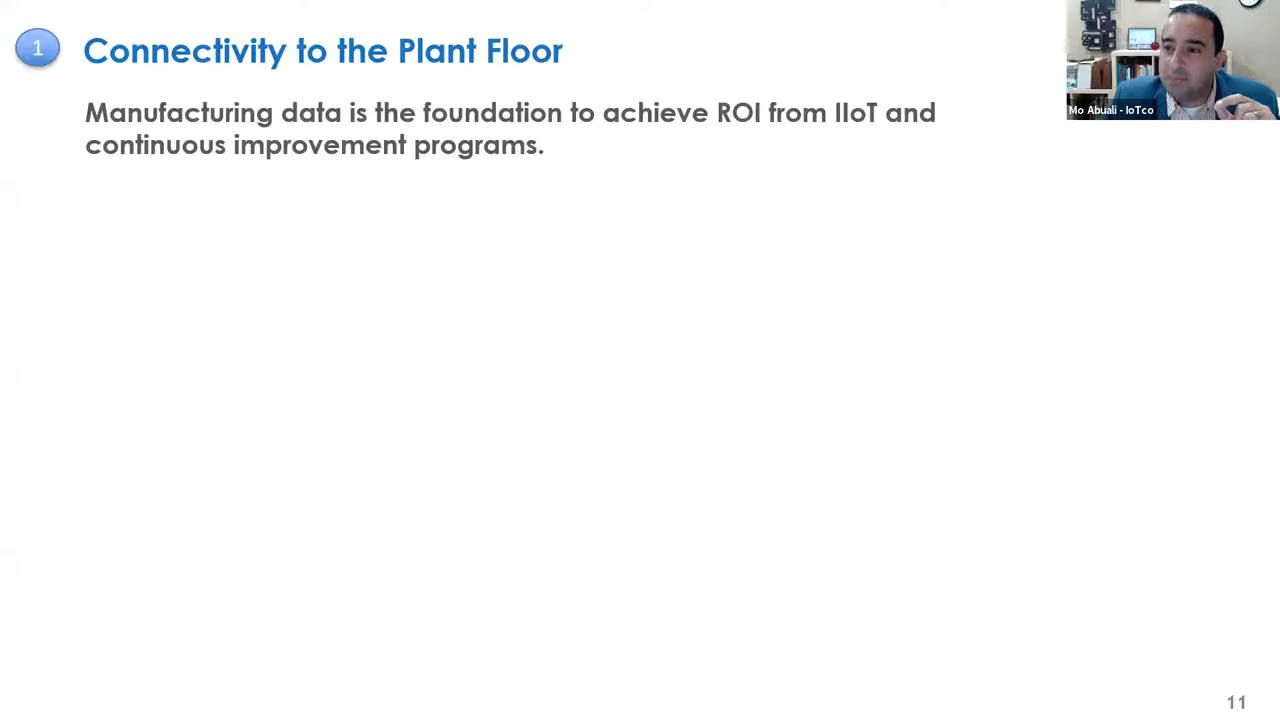 1
Connectivity to the Plant Floor
Manufacturing data is the foundation to achieve ROI from IIoT and
continuous improvement programs.
Mo Abuali - IoTco
11